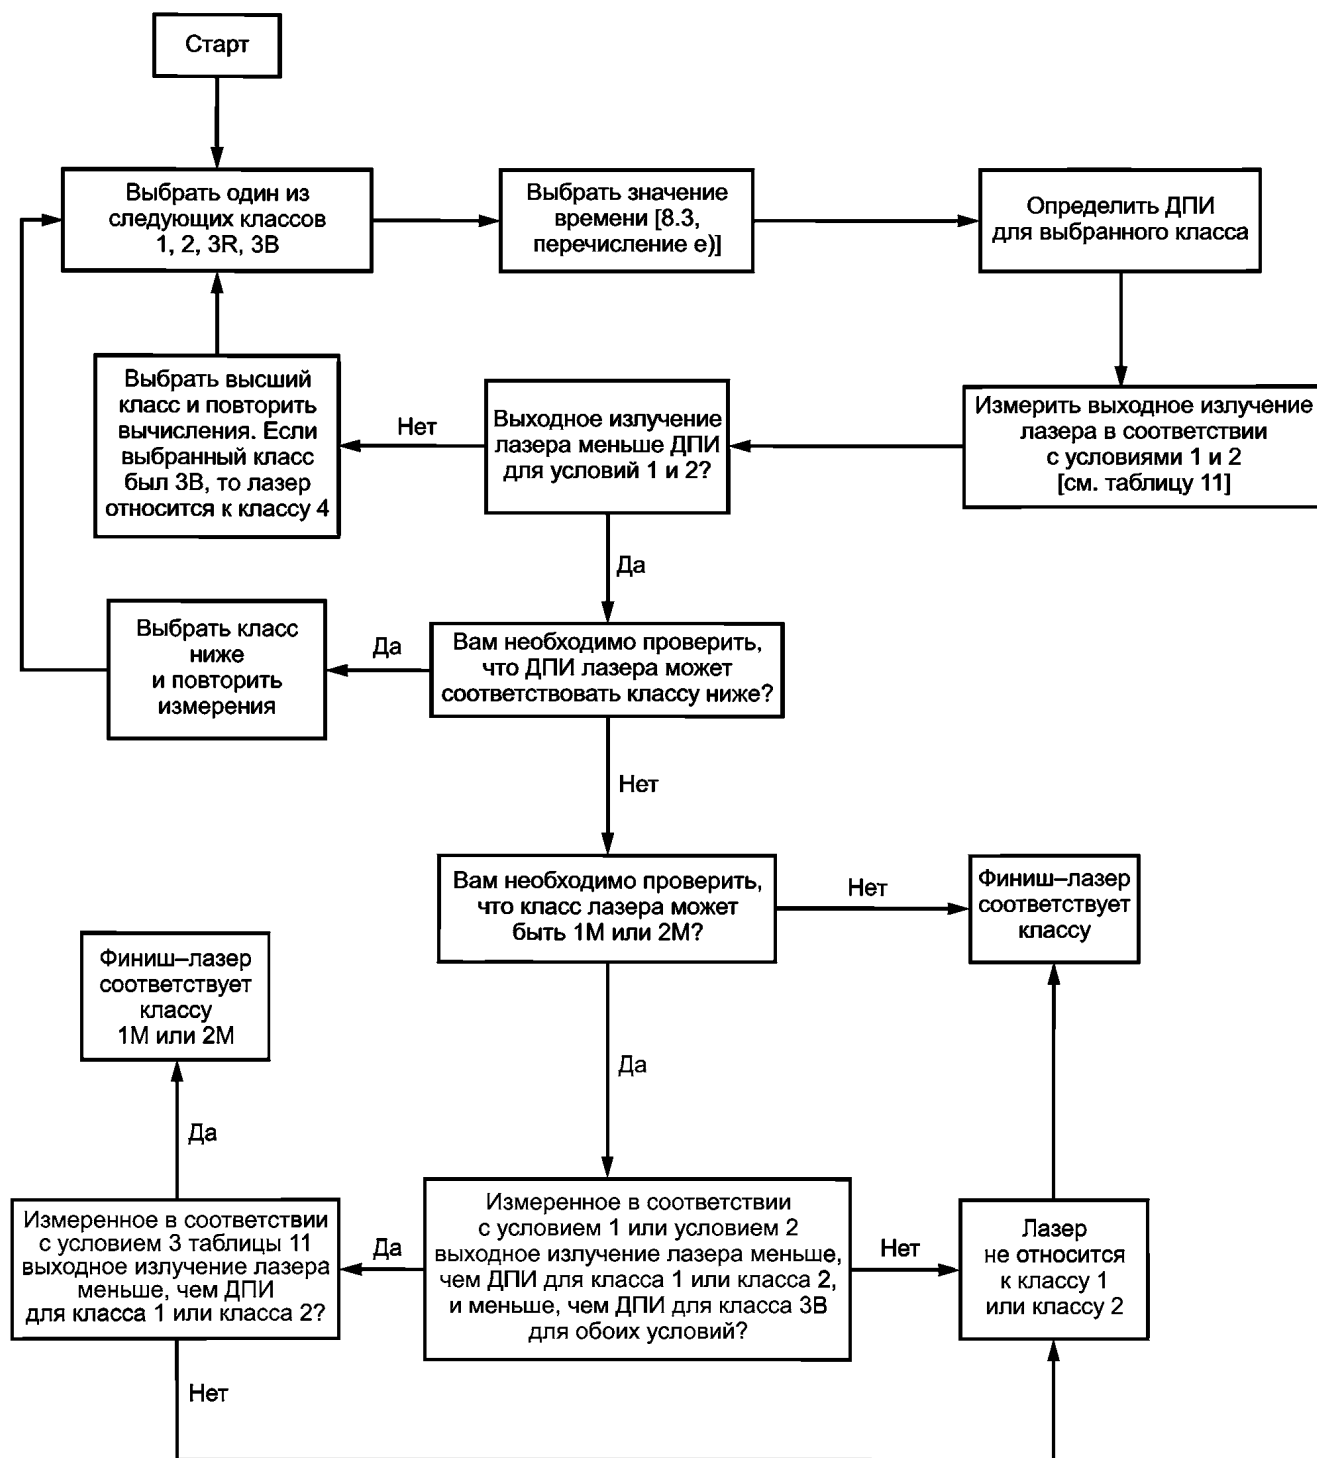 Старт
Выбрать один из
следующих классов
1, 2, 3R, 3B
Выбрать значение
времени [8.3,
перечисление е)]
Определить ДПИ
для выбранного класса
Выбрать высший
класс и повторить
вычисления. Если
выбранный класс
был 3В, то лазер
относится к классу 4
Нет
Выходное излучение
лазера меньше ДПИ
для условий 1 и 2?
Измерить выходное излучение
лазера в соответствии
с условиями 1 и 2
[см. таблицу 11]
Да
Выбрать класс
ниже
и повторить
измерения
Да
Вам необходимо проверить,
что ДПИ лазера может
соответствовать классу ниже?
Нет
Вам необходимо проверить,
что класс лазера может
быть 1М или 2М?
Нет
Финиш–лазер
соответствует
классу
Финиш–лазер
соответствует
классу
1М или 2М
Да
Да
Измеренное в соответствии
с условием 3 таблицы 11
выходное излучение лазера
меньше, чем ДПИ
для класса 1 или класса 2?
Да
Измеренное в соответствии
с условием 1 или условием 2
выходное излучение лазера меньше,
чем ДПИ для класса 1 или класса 2,
и меньше, чем ДПИ для класса 3В
для обоих условий?
Нет
Лазер
не относится
к классу 1
или классу 2
Нет